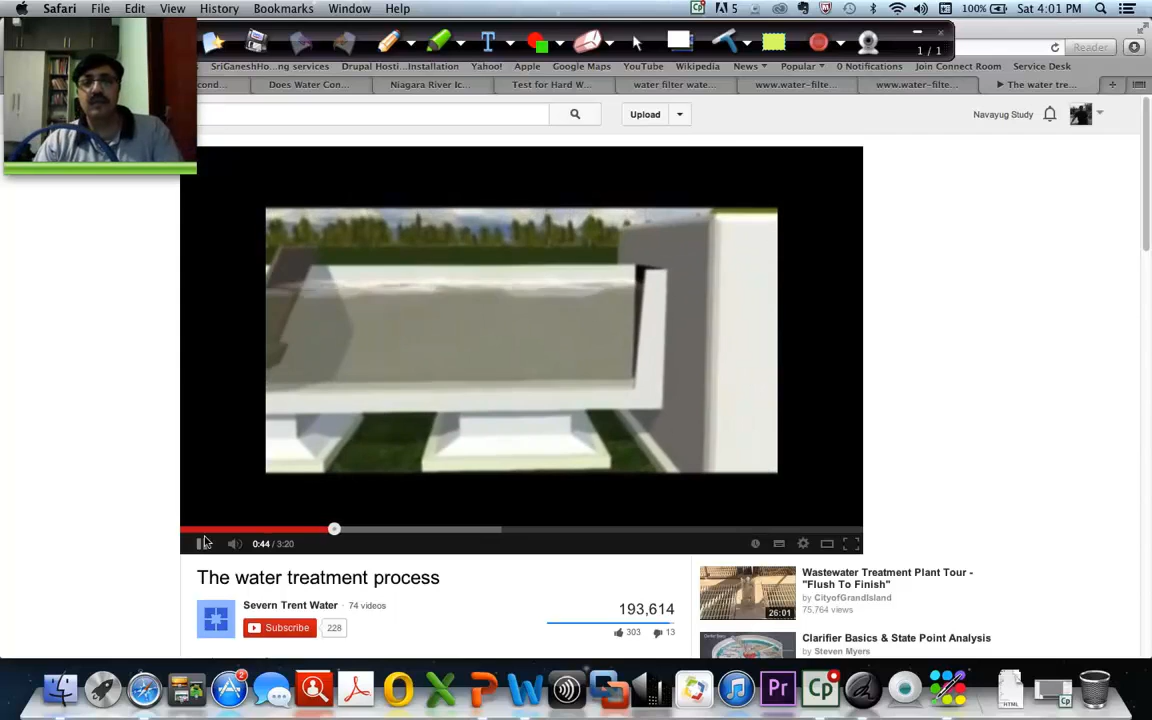 Safari File Edit View History Bookmarks Window Help
5 100% Sat 4:01 PM
1 / 1
Reader
SriGaneshHo...ng services Drupal Hosti...Installation Yahoo! Apple Google Maps YouTube Wikipedia News Popular 0 Notifications Join Connect Room Service Desk
cond... Does Water Con... Niagara River Ic... Test for Hard W... water filter wate... www.water-filte... www.water-filte... The water tre...
Upload
Navayug Study
0:44 / 3:20
The water treatment process
Severn Trent Water · 74 videos
Subscribe 228
193,614
303 13
Wastewater Treatment Plant Tour -
"Flush To Finish"
by CityofGrandIsland
75,764 views
26:01
Clarifier Basics & State Point Analysis
by Steven Myers
2
Pr
Cp
HTML